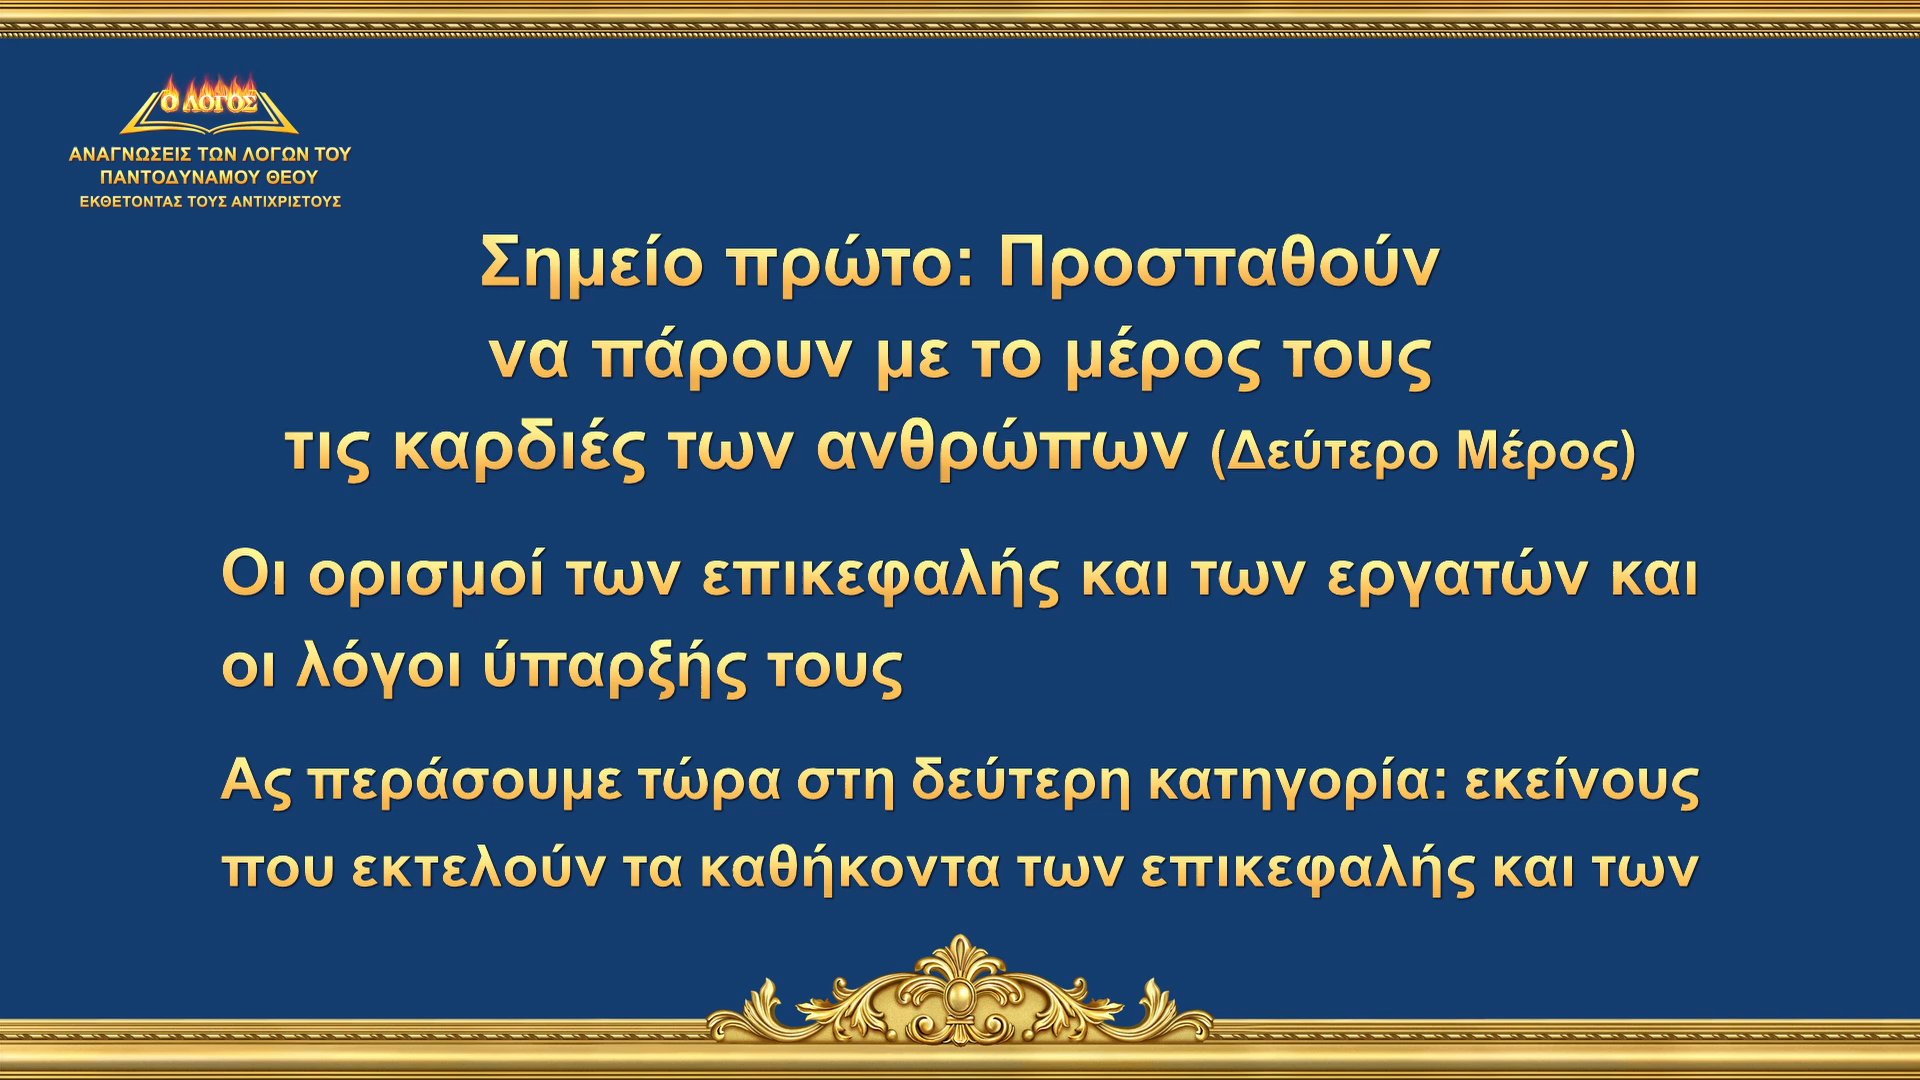 Ο ΛΟΓΟΣ
ΑΝΑΓΝΩΣΕΙΣ ΤΩΝ ΛΟΓΩΝ ΤΟΥ
ΠΑΝΤΟΔΥΝΑΜΟΥ ΘΕΟΥ
ΕΚΘΕΤΟΝΤΑΣ ΤΟΥΣ ΑΝΤΙΧΡΙΣΤΟΥΣ
Σημείο πρώτο: Προσπαθούν
να πάρουν με το μέρος τους
τις καρδιές των ανθρώπων (Δεύτερο Μέρος)
Οι ορισμοί των επικεφαλής και των εργατών και
οι λόγοι ύπαρξής τους
Ας περάσουμε τώρα στη δεύτερη κατηγορία: εκείνους
που εκτελούν τα καθήκοντα των επικεφαλής και των